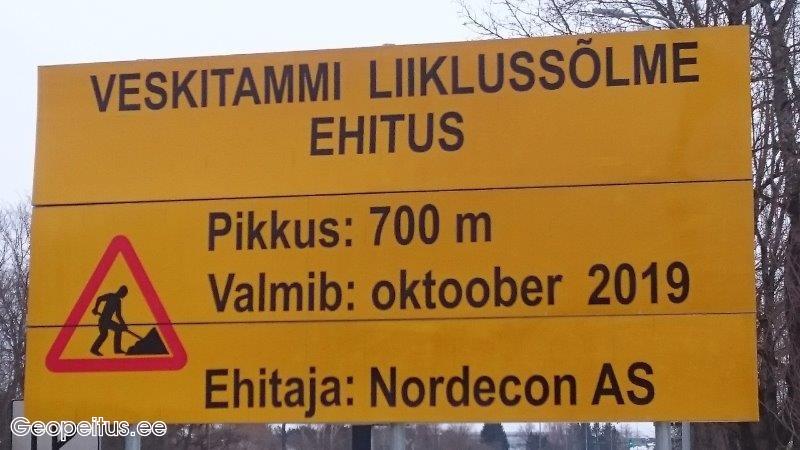 VESKITAMMI LIIKLUSSÕLME
EHITUS
Pikkus: 700 m
Valmib: oktoober 2019
Ehitaja: Nordecon AS
Geopeitus.ee